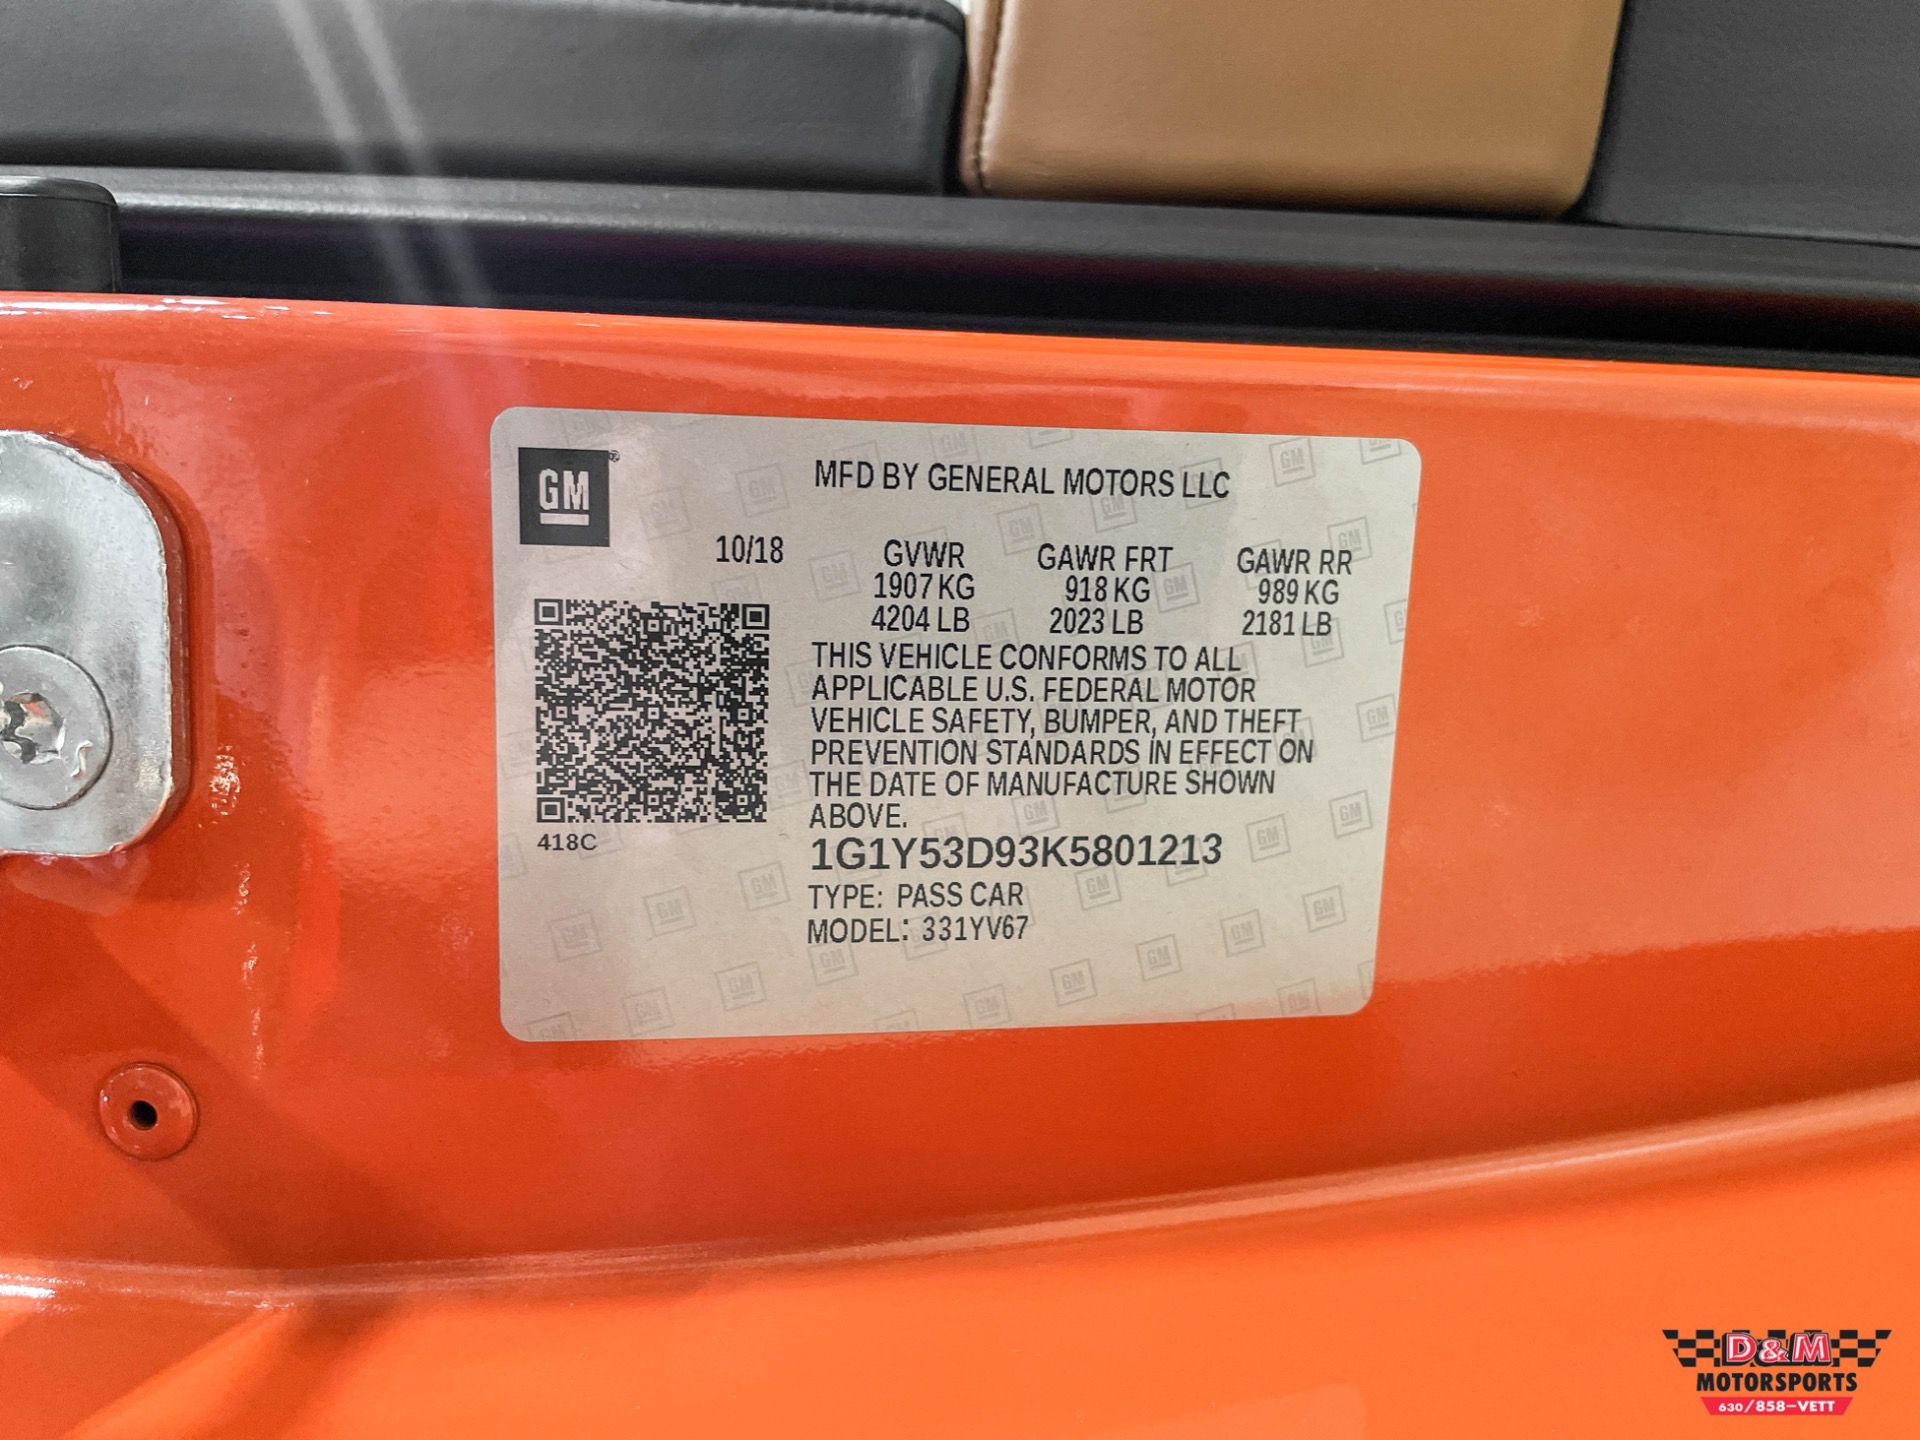 GM
MFD BY GENERAL MOTORS LLC
10/18
GVWR GAWR FRT GAWR RR
1907 KG 918 KG 989 KG
4204 LB 2023 LB 2181 LB
THIS VEHICLE CONFORMS TO ALL
APPLICABLE U.S. FEDERAL MOTOR
VEHICLE SAFETY, BUMPER, AND THEFT
PREVENTION STANDARDS IN EFFECT ON
THE DATE OF MANUFACTURE SHOWN
ABOVE.
418C
1G1Y53D93K5801213
TYPE: PASS CAR
MODEL: 331YV67
D&M
MOTORSPORTS
630/858-VETT